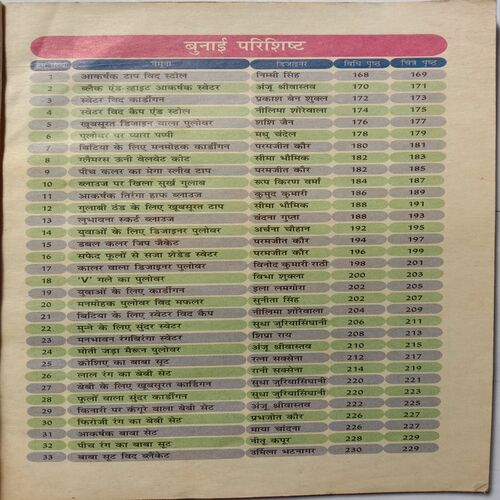 बुनाई परिशिष्ट
क्र. संख्या नमूना डिज़ाइनर विधि पृष्ठ चित्र पृष्ठ
1 आकर्षक टाप विद स्टोल निम्मी सिंह 168 169
2 ब्लैक एंड व्हाइट आकर्षक स्वेटर अंजू श्रीवास्तव 170 171
3 स्वेटर विद कार्डीगन प्रकाश बेन शुक्ल 172 173
4 स्वेटर विद कैप एंड स्टोल नीलिमा शोरेवाला 174 175
5 खूबसूरत डिजाइन वाला पुलोवर शशि जैन 176 177
6 पुलोवर पर प्यारा पप्पी मधु चंदेल 178 179
7 बिटिया के लिए मनमोहक कार्डीगन परमजीत कौर 180 181
8 ग्लैमरस ऊनी वेलवेट कोट सीमा भौमिक 182 183
9 पीच कलर का मेगा स्लीव टाप परमजीत कौर 182 185
10 ब्लाउज पर खिला सुर्ख गुलाब रूप किरण वर्मा 184 187
11 आकर्षक तिरंगा हाफ ब्लाउज कुमुद कुमारी 186 189
12 गुलाबी ठंड के लिए खूबसूरत टाप सीमा भौमिक 188 191
13 लुभावना स्कर्ट ब्लाउज वंदना गुप्ता 188 193
14 युवाओं के लिए डिजाइनर पुलोवर अर्चना चौहान 192 195
15 डबल कलर जिप जैकेट परमजीत कौर 194 197
16 सफेद फूलों से सजा शेडेड स्वेटर परमजीत कौर 196 199
17 कालर वाला डिजाइनर पुलोवर विनोद कुमारी राठी 198 201
18 'V' गले का पुलोवर विभा शुक्ला 200 203
19 युवाओं के लिए कार्डीगन इला लमगोरा 202 205
20 मनमोहक पुलोवर विद मफलर सुनीता सिंह 202 207
21 बिटिया के लिए स्वेटर विद कैप नीलिमा शोरेवाला 204 209
22 मुन्ने के लिए सुंदर स्वेटर सुधा जुरियासिंघानी 206 211
23 मनभावन रंगबिरंगा स्वेटर शिप्रा राय 208 213
24 मोती जड़ा मैरून पुलोवर अंजू श्रीवास्तव 210 215
25 क्रोशिए का बाबा सूट रत्ना सक्सेना 212 217
26 लाल रंग का बेबी सेट रानी सक्सेना 214 219
27 बेबी के लिए खूबसूरत कार्डिगन सुधा जुरियासिंघानी 220 221
28 फूलों वाला सुंदर कार्डीगन सुधा जुरियासिंघानी 220 223
29 किनारी पर कंगूरे वाला बेबी सेट अंजू श्रीवास्तव 222 225
30 फिरोजी रंग का बेबी सेट प्रभजोत कौर 226 227
31 आकर्षक बाबा सेट माया चांदना 226 227
32 पीच रंग का बाबा सूट नीतू कपूर 228 229
33 बाबा सूट विद ब्लैंकेट उर्मिला भटनागर 230 229